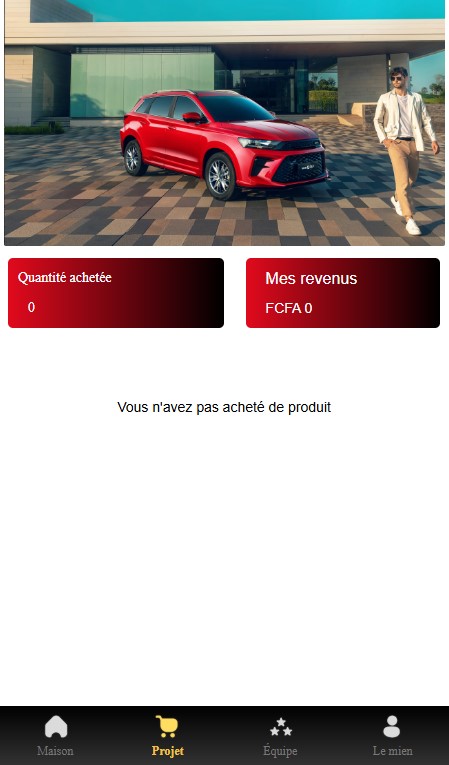 Quantité achetée
0
Mes revenus
FCFA 0
Vous n'avez pas acheté de produit
Maison
Projet
Équipe
Le mien